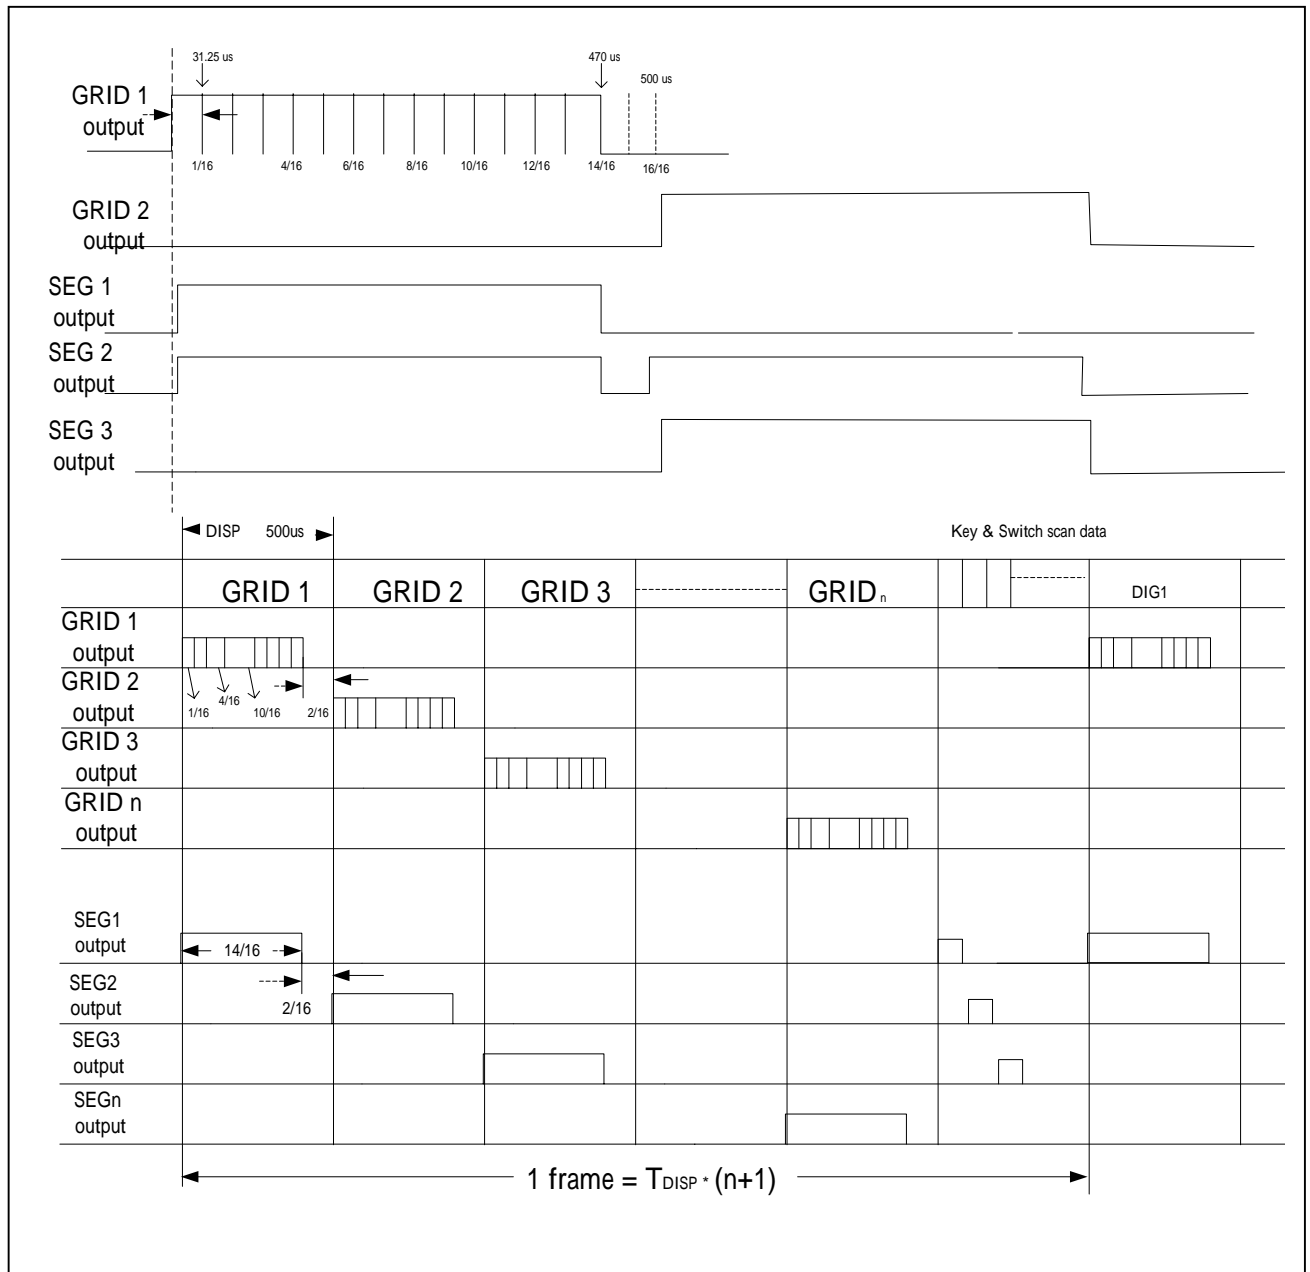 31.25 us
470 us
500 us
GRID 1
output
1/16
4/16
6/16
8/16
10/16
12/16
14/16
16/16
GRID 2
output
SEG 1
output
SEG 2
output
SEG 3
output
DISP 500us
Key & Switch scan data
GRID 1
GRID 2
GRID 3
GRID n
DIG1
GRID 1
output
GRID 2
output
1/16
4/16
10/16
2/16
GRID 3
output
GRID n
output
SEG1
output
14/16
SEG2
output
2/16
SEG3
output
SEGn
output
1 frame = TDISP * (n+1)